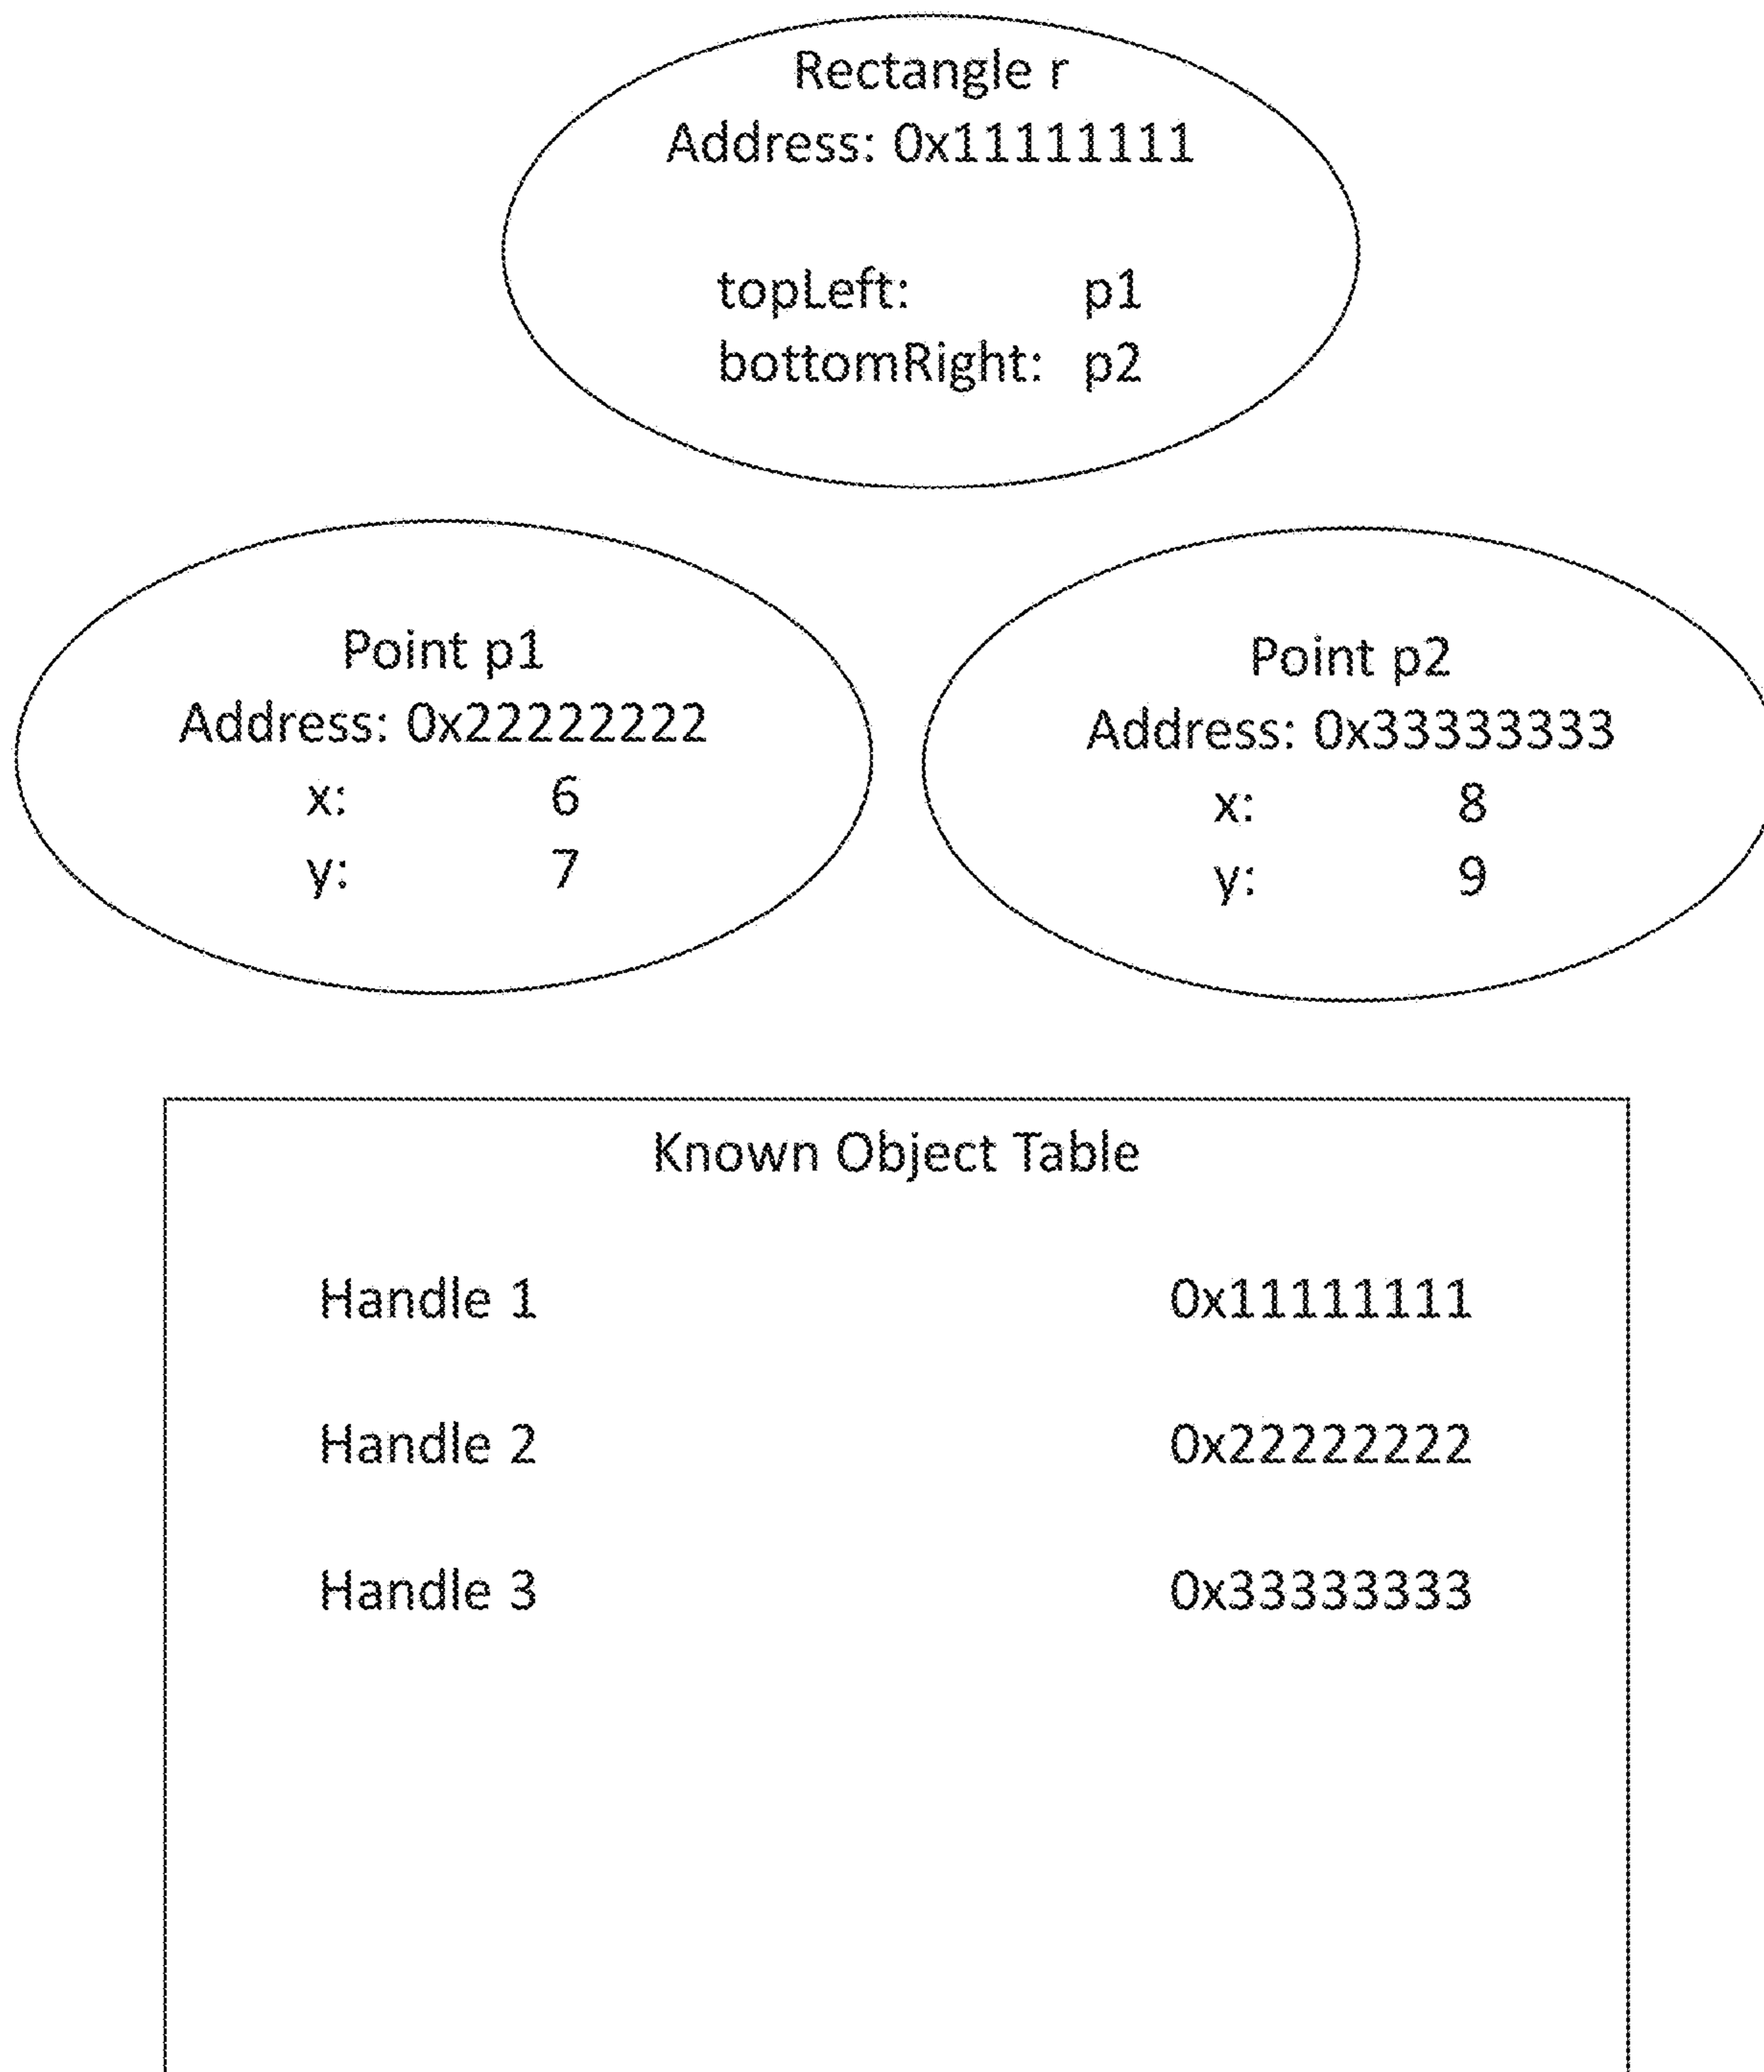 Rectangle r
Address: 0x11111111
topLeft: p1
bottomRight: p2
Point p1
Address: 0x22222222
x: 6
y: 7
Point p2
Address: 0x33333333
x: 8
y: 9
Known Object Table
Handle 1 0x11111111
Handle 2 0x22222222
Handle 3 0x33333333